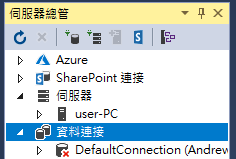 伺服器總管
Azure
SharePoint 連接
伺服器
user-PC
資料連接
DefaultConnection (Andrew